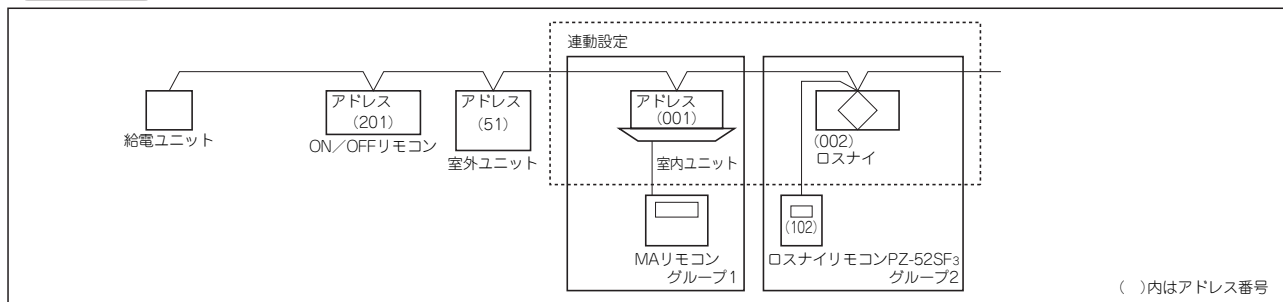 連動設定
給電ユニット
アドレス
(201)
ON/OFFリモコン
アドレス
(51)
室外ユニット
アドレス
(001)
室内ユニット
MAリモコン
グループ1
(002)
ロスナイ
(102)
ロスナイリモコンPZ-52SF3
グループ2
( )内はアドレス番号